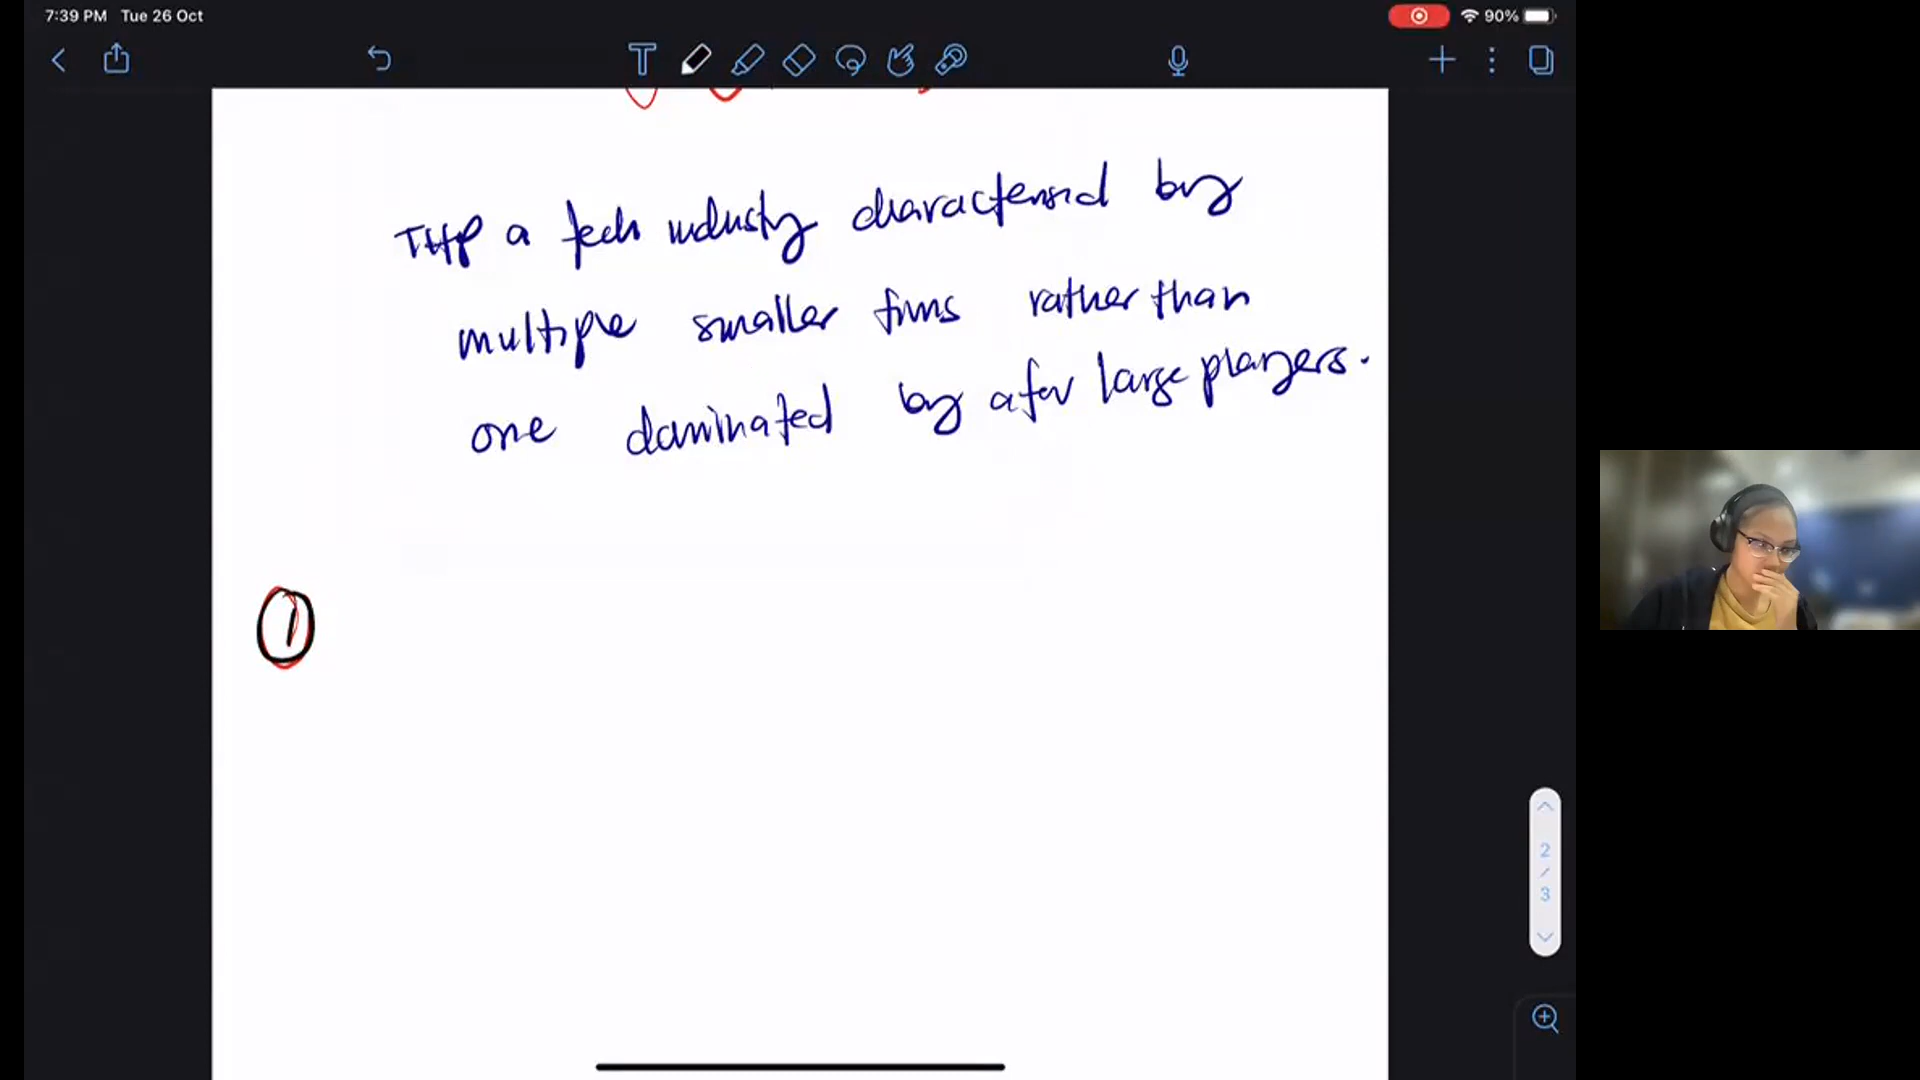 7:39 PM Tue 26 Oct
90%
THP a tech industry characterised by
multiple smaller firms rather than
one dominated by a few large players.
1
2
/
3